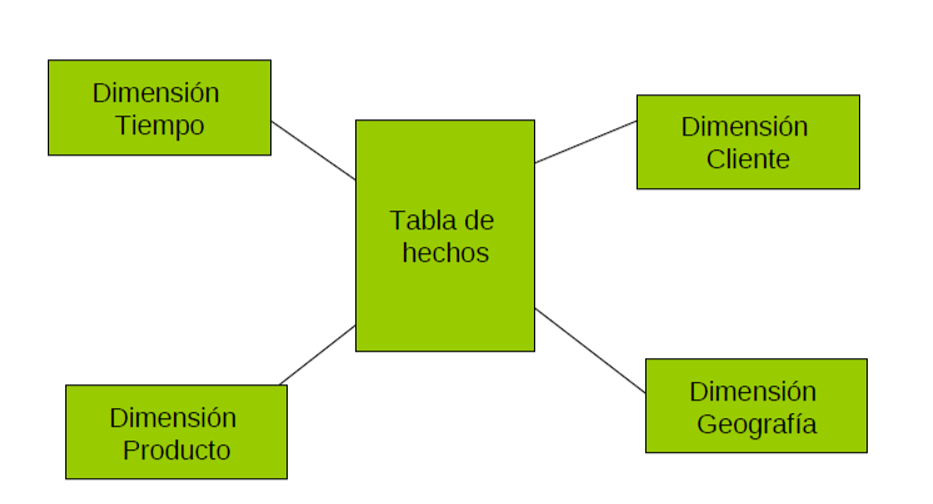 Dimensión
Tiempo
Dimensión
Cliente
Tabla de
hechos
Dimensión
Producto
Dimensión
Geografía